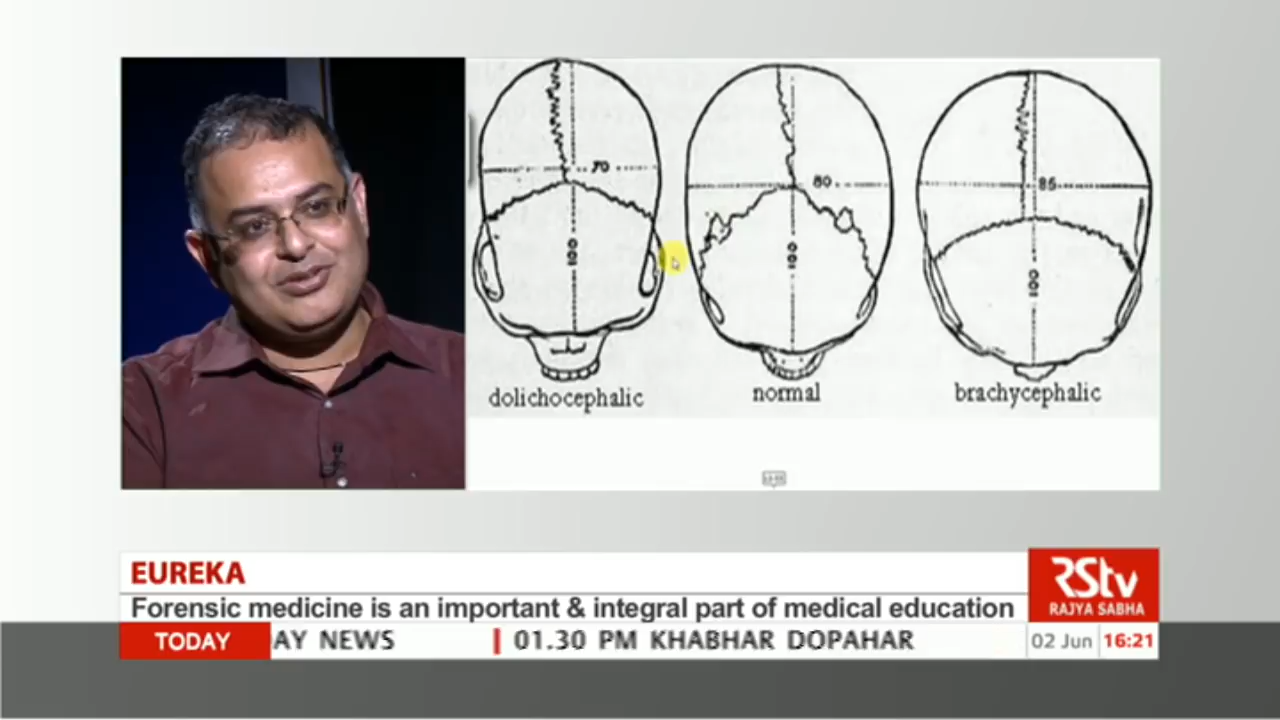 70
80
85
100
100
100
dolichocephalic
normal
brachycephalic
EUREKA
Forensic medicine is an important & integral part of medical education
RStv
RAJYA SABHA
TODAY
AY NEWS
01.30 PM KHABHAR DOPAHAR
02 Jun
16:21